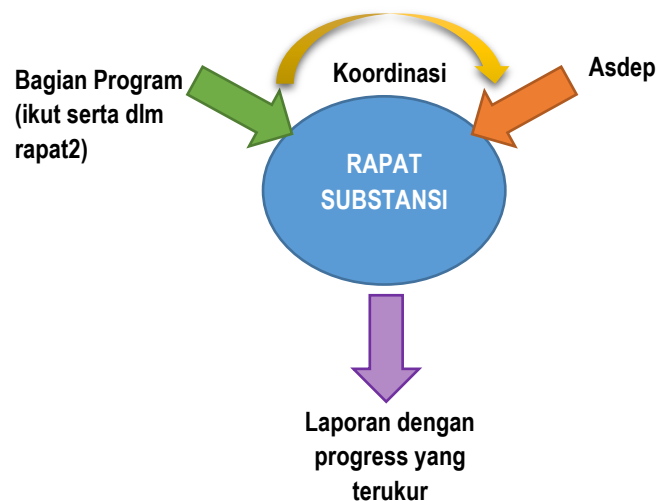 Bagian Program
(ikut serta dlm
rapat2)
Koordinasi
Asdep
RAPAT
SUBSTANSI
Laporan dengan
progress yang
terukur